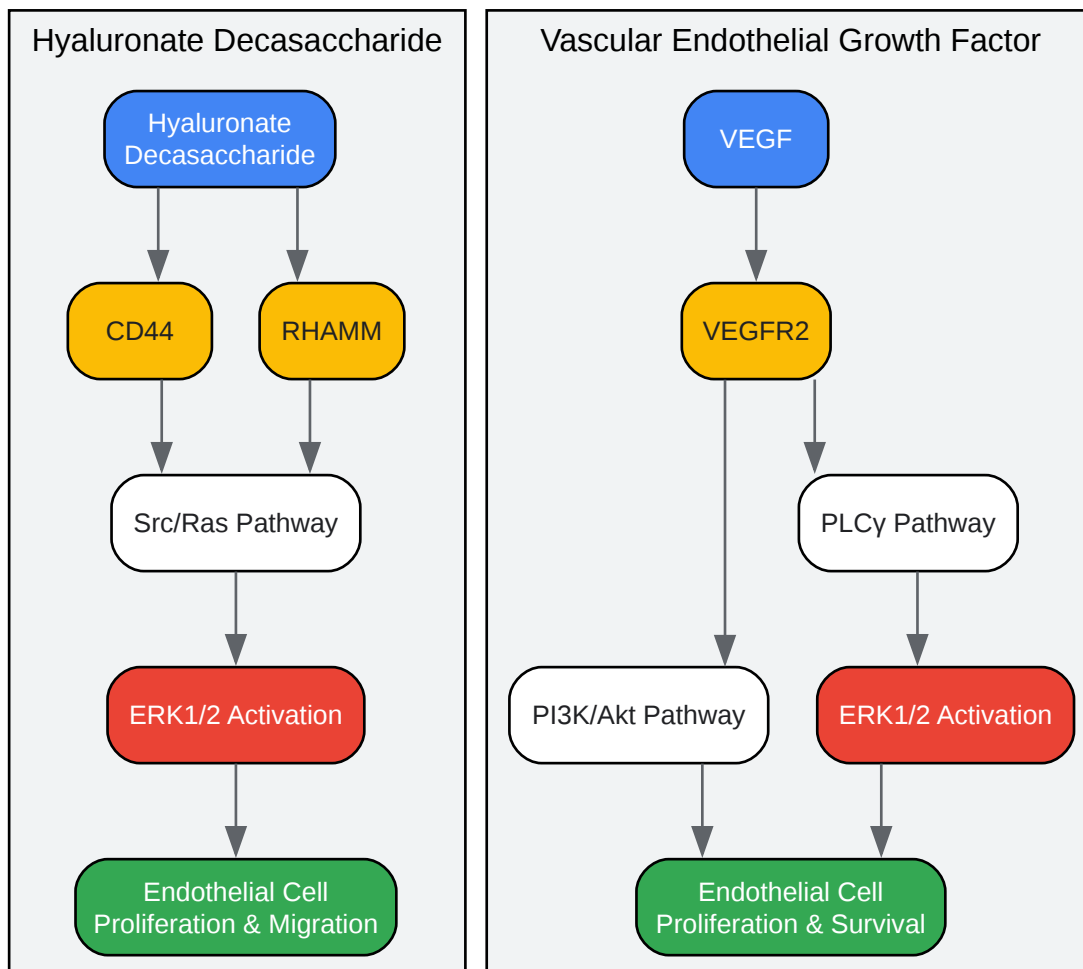 Hyaluronate Decasaccharide
Hyaluronate
Decasaccharide
CD44
RHAMM
Src/Ras Pathway
ERK1/2 Activation
Endothelial Cell
Proliferation & Migration
Vascular Endothelial Growth Factor
VEGF
VEGFR2
PLCγ Pathway
PI3K/Akt Pathway
ERK1/2 Activation
Endothelial Cell
Proliferation & Survival